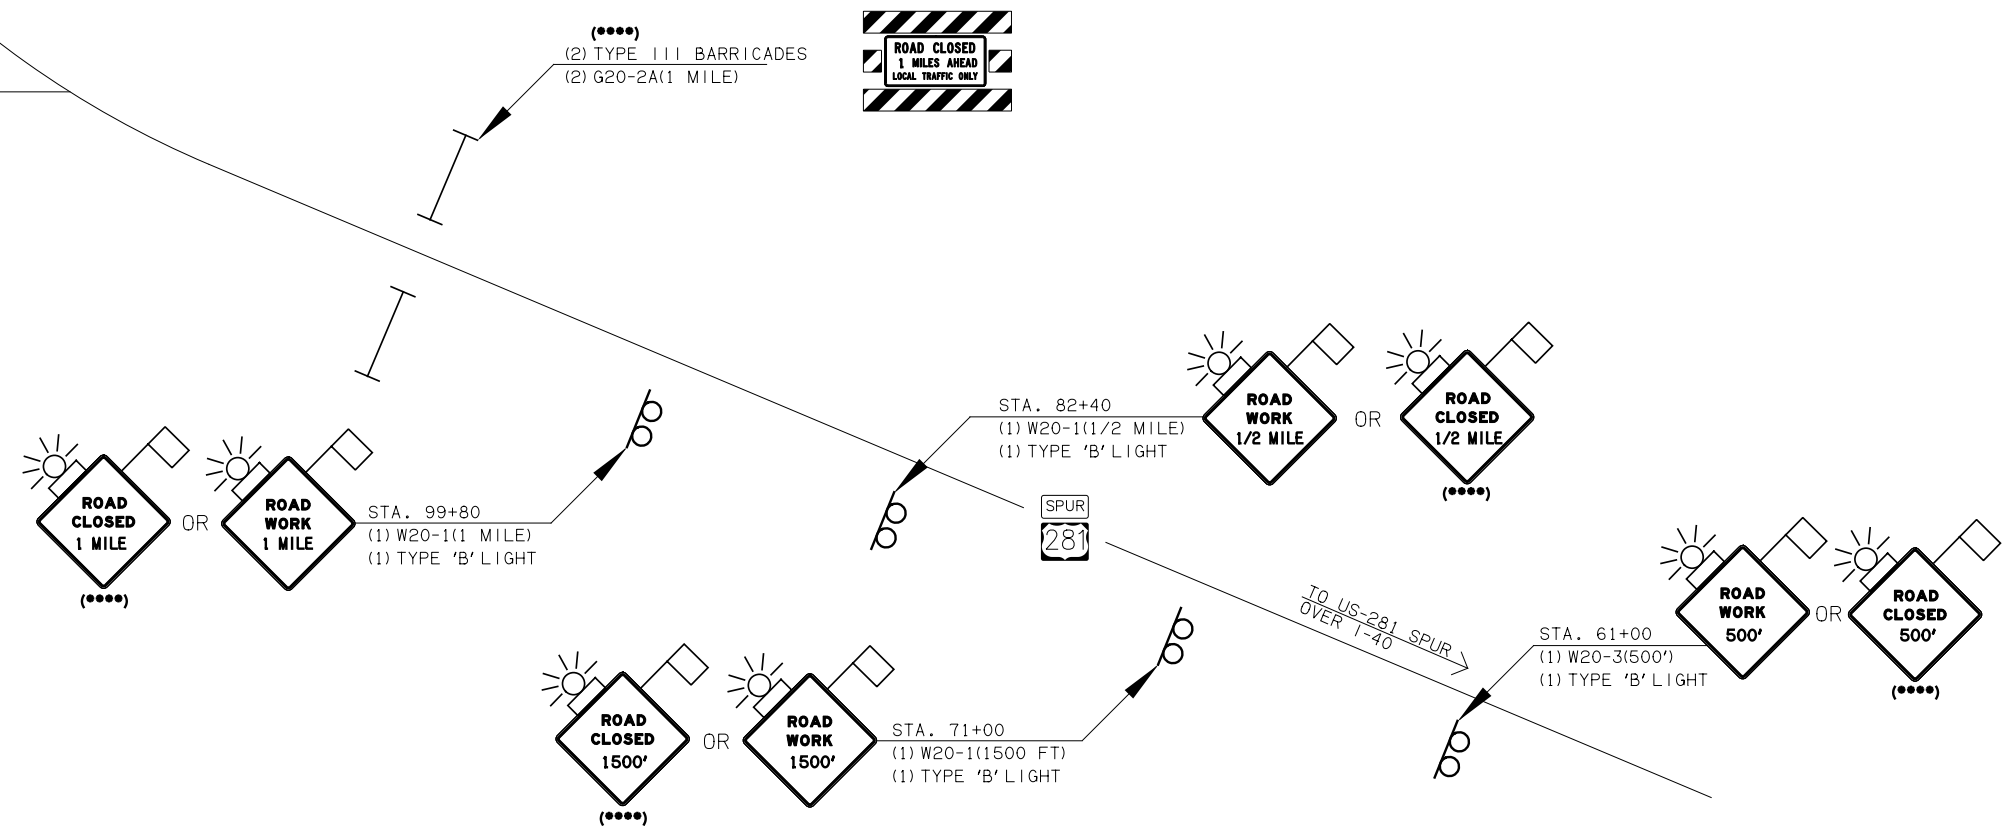 (••••)
(2) TYPE III BARRICADES
(2) G20-2A(1 MILE)
ROAD CLOSED
1 MILES AHEAD
LOCAL TRAFFIC ONLY
STA. 82+40
(1) W20-1(1/2 MILE)
(1) TYPE 'B' LIGHT
ROAD
WORK
1/2 MILE
OR
ROAD
CLOSED
1/2 MILE
(••••)
ROAD
CLOSED
1 MILE
(••••)
OR
ROAD
WORK
1 MILE
STA. 99+80
(1) W20-1(1 MILE)
(1) TYPE 'B' LIGHT
SPUR
281
TO US-281 SPUR
OVER I-40
STA. 61+00
(1) W20-3(500')
(1) TYPE 'B' LIGHT
ROAD
WORK
500'
OR
ROAD
CLOSED
500'
(••••)
ROAD
CLOSED
1500'
(••••)
OR
ROAD
WORK
1500'
STA. 71+00
(1) W20-1(1500 FT)
(1) TYPE 'B' LIGHT